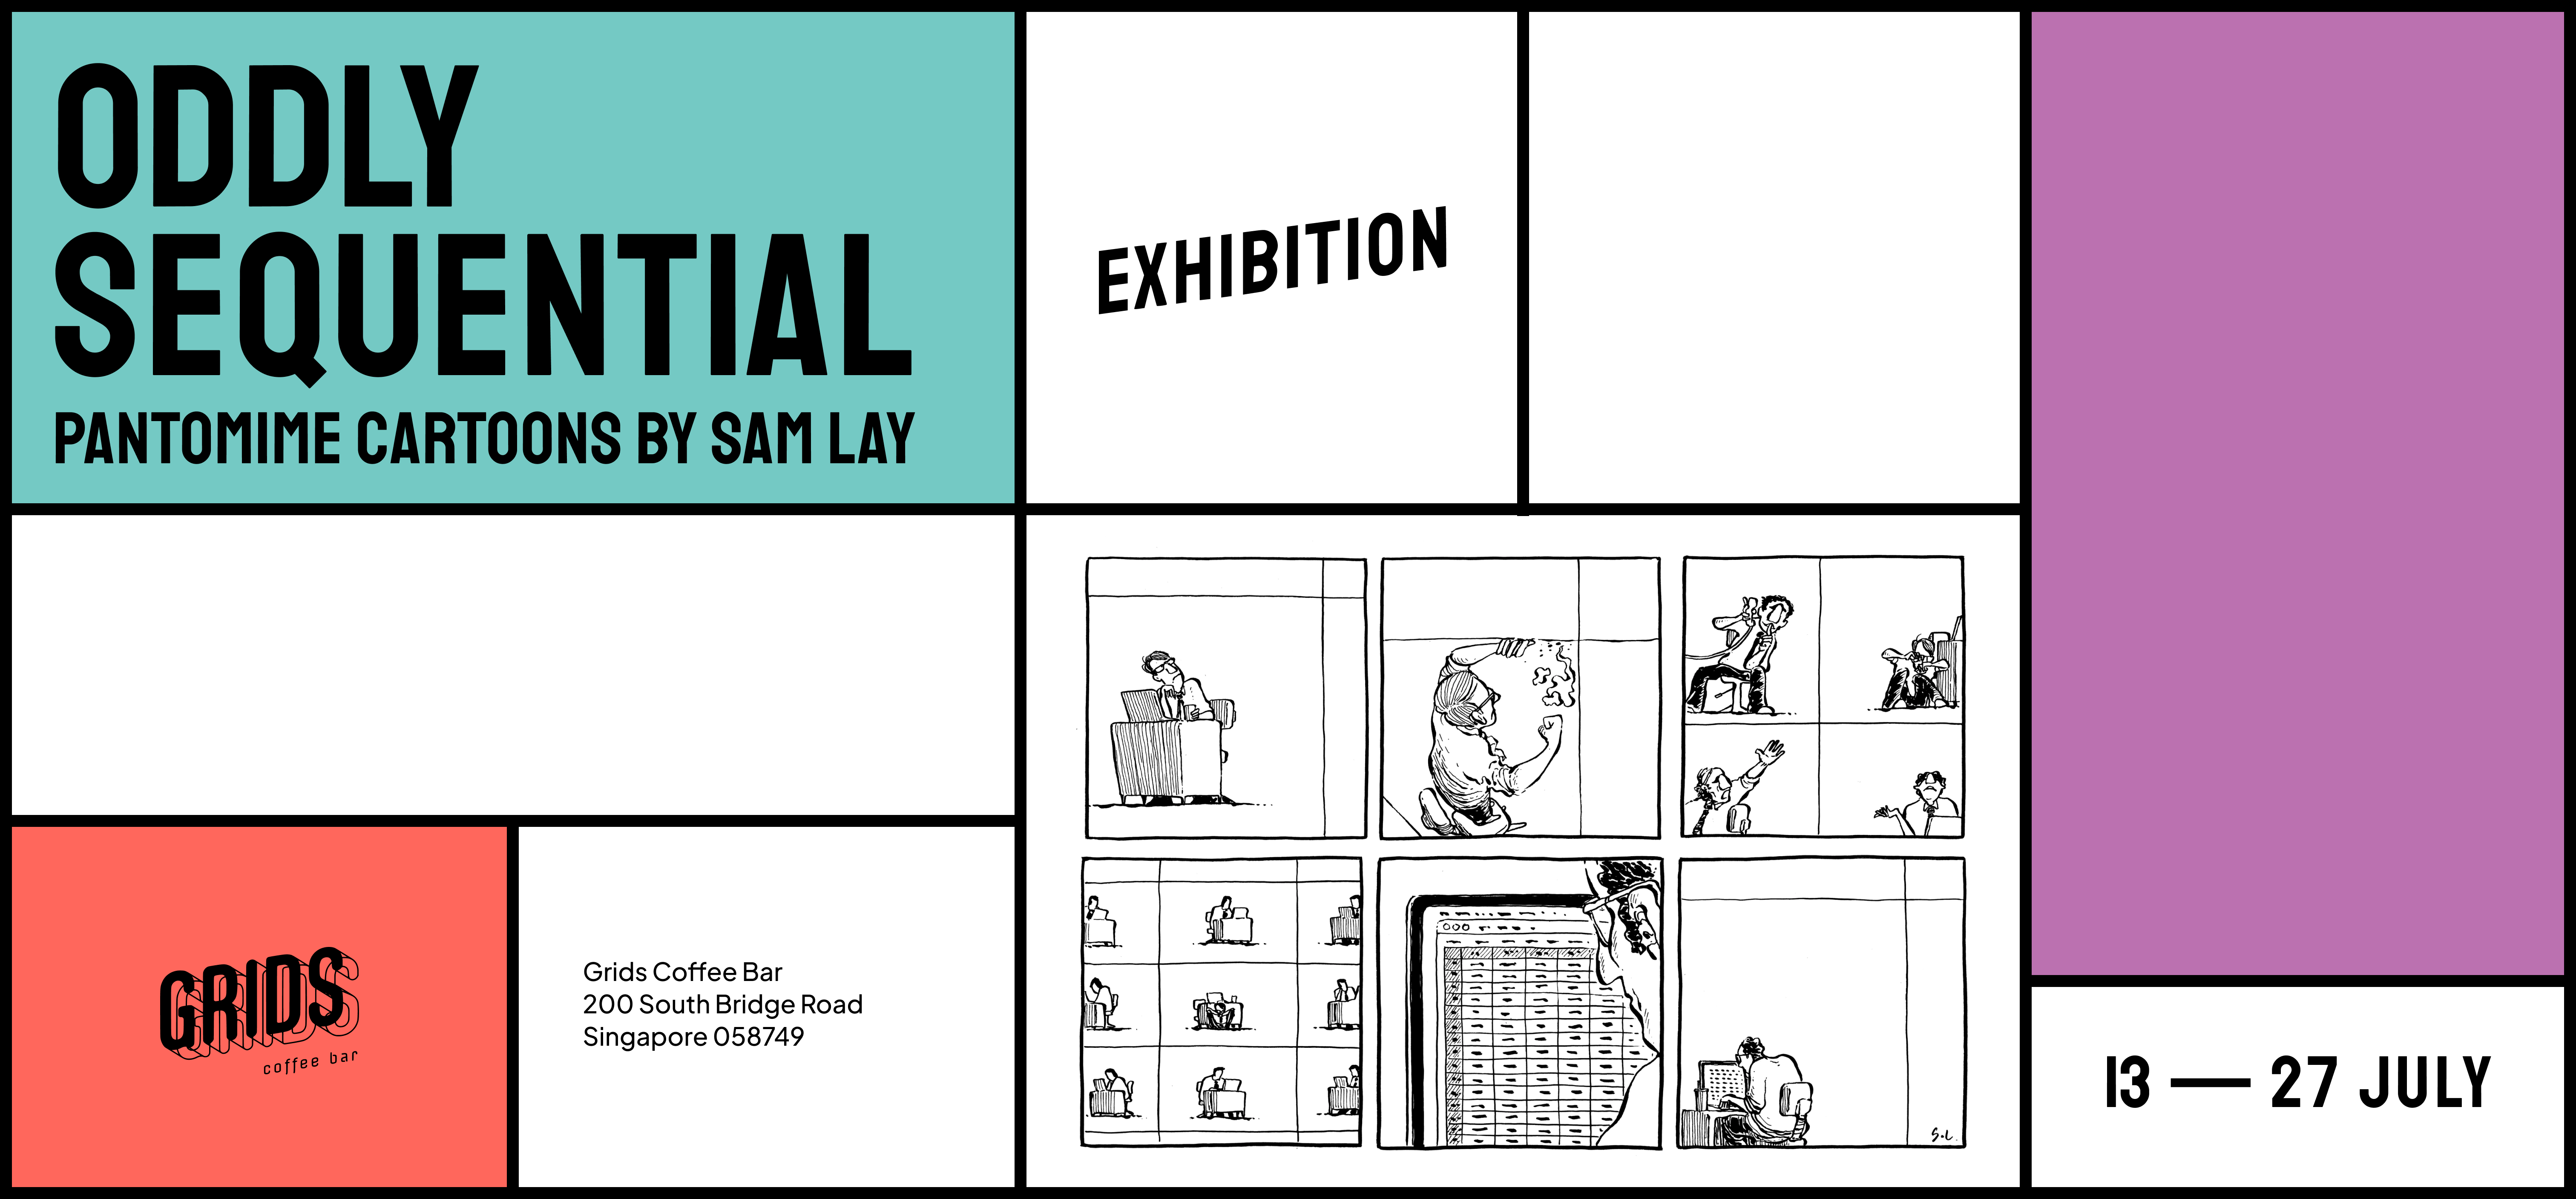 ODDLY
SEQUENTIAL
PANTOMIME CARTOONS BY SAM LAY
EXHIBITION
GRIDS
coffee bar
Grids Coffee Bar
200 South Bridge Road
Singapore 058749
S.L.
13 — 27 JULY